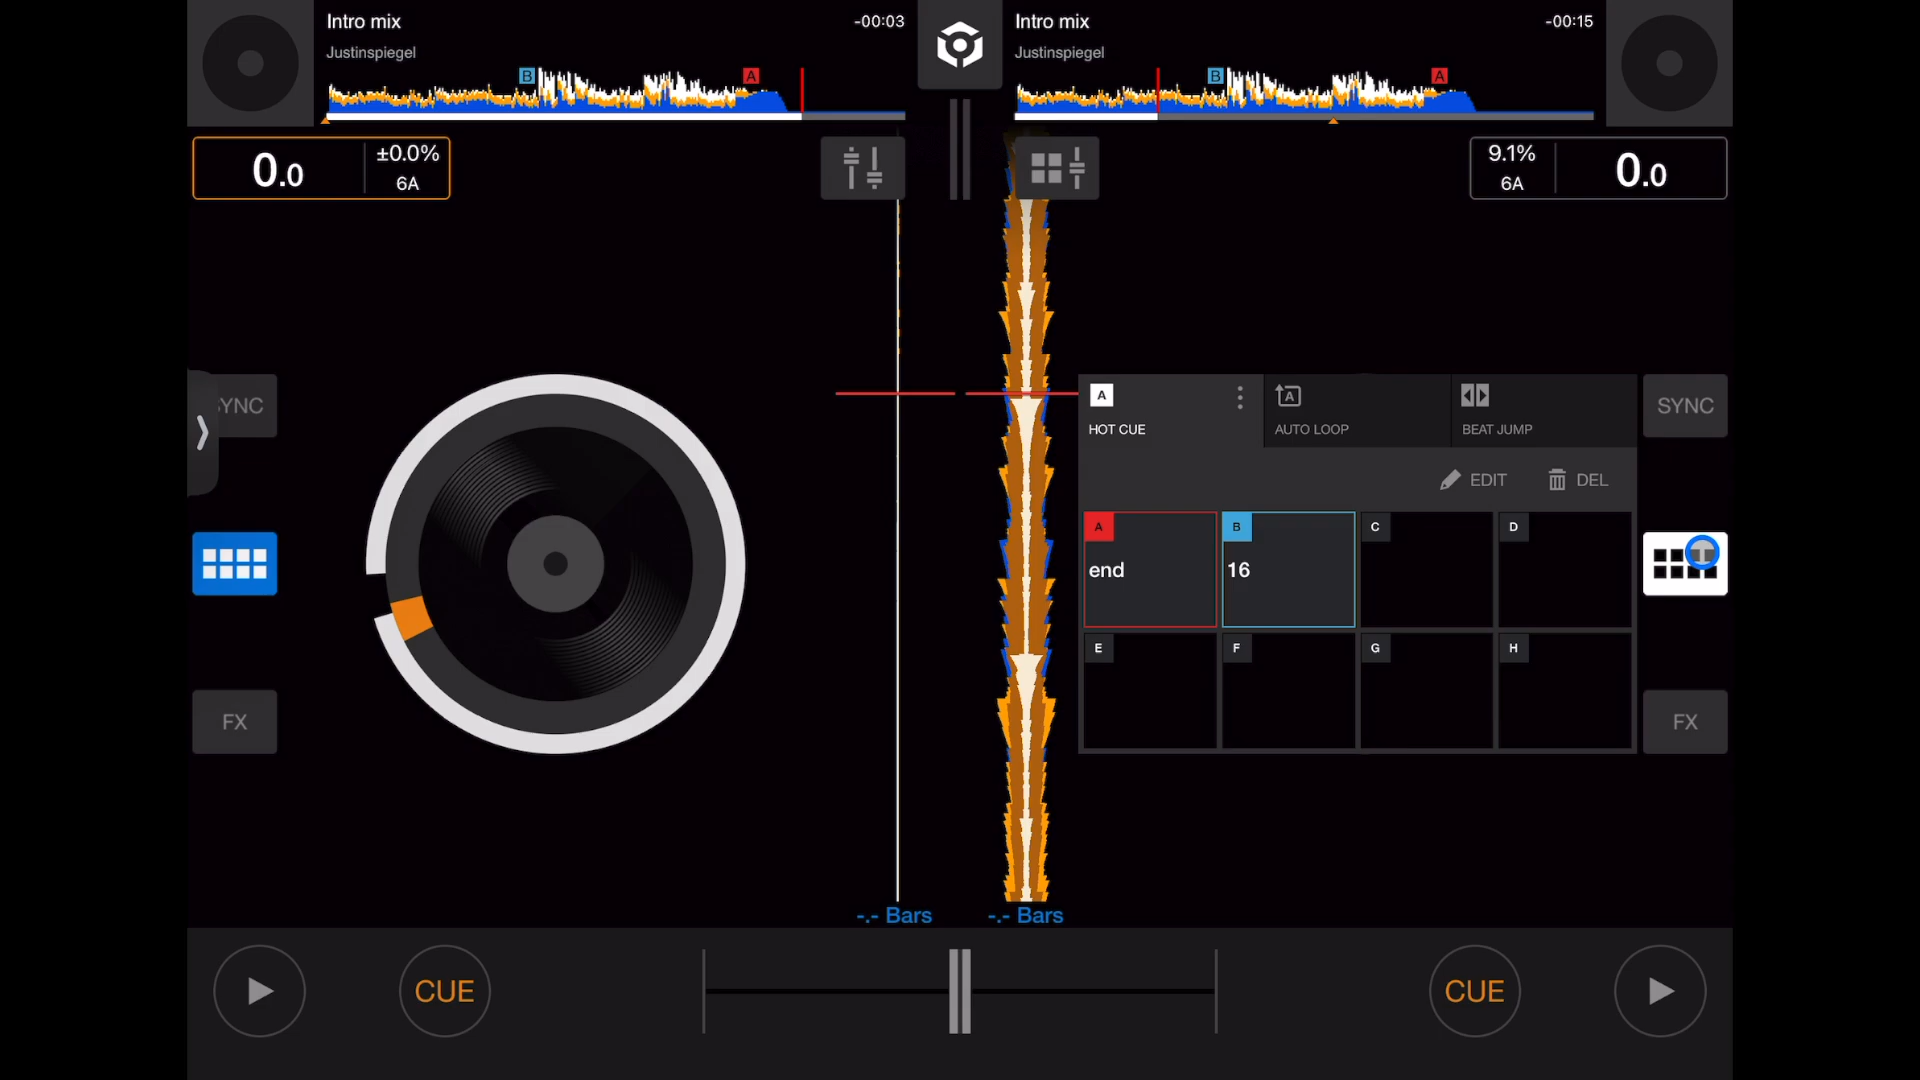 Intro mix
-00:03
Justinspiegel
B
A
Intro mix
-00:15
Justinspiegel
B
A
0.0
±0.0%
6A
9.1%
6A
0.0
YNC
FX
A
HOT CUE
A
AUTO LOOP
BEAT JUMP
SYNC
EDIT
DEL
A
end
B
16
C
D
E
F
G
H
FX
-.- Bars
-.- Bars
CUE
CUE